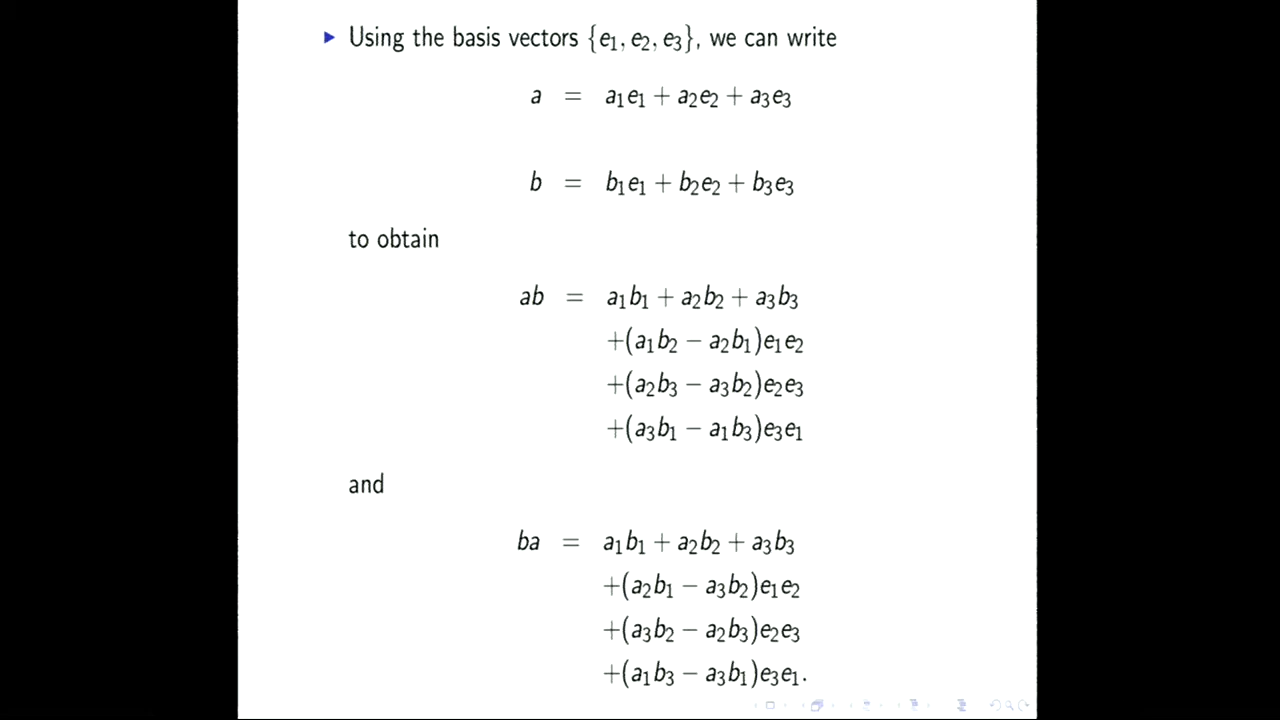 ▶ Using the basis vectors {e₁, e₂, e₃}, we can write
a = a₁e₁ + a₂e₂ + a₃e₃
b = b₁e₁ + b₂e₂ + b₃e₃
to obtain
ab = a₁b₁ + a₂b₂ + a₃b₃
+(a₁b₂ − a₂b₁)e₁e₂
+(a₂b₃ − a₃b₂)e₂e₃
+(a₃b₁ − a₁b₃)e₃e₁
and
ba = a₁b₁ + a₂b₂ + a₃b₃
+(a₂b₁ − a₃b₂)e₁e₂
+(a₃b₂ − a₂b₃)e₂e₃
+(a₁b₃ − a₃b₁)e₃e₁.